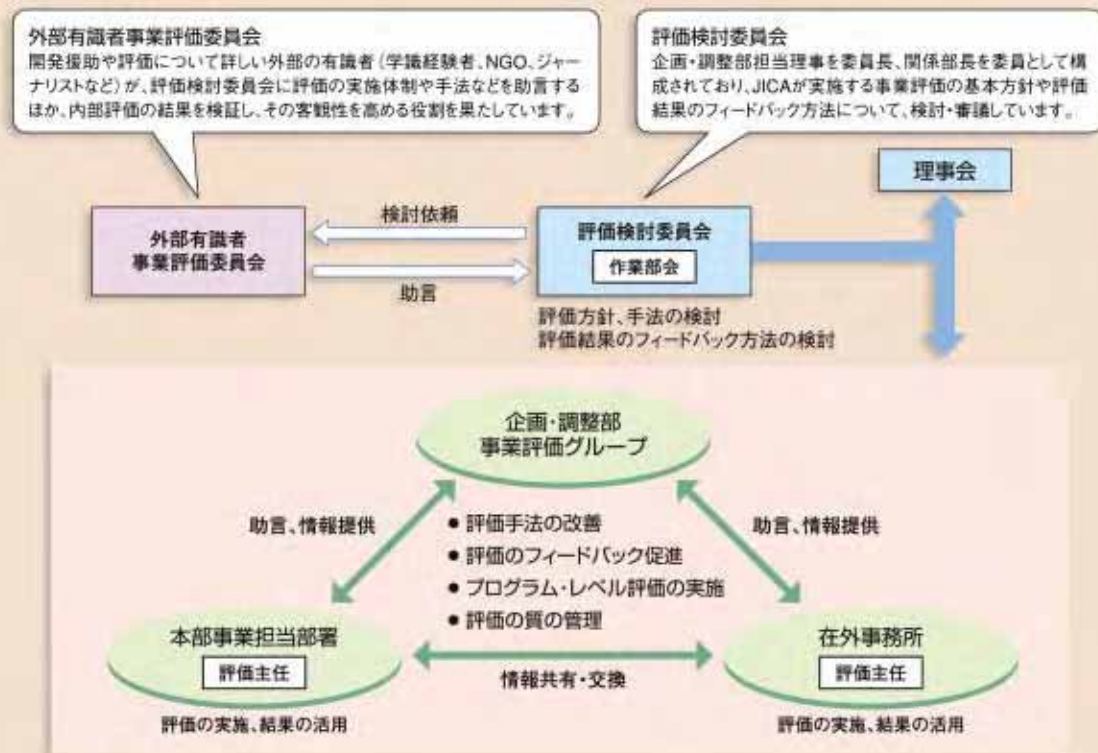 外部有識者事業評価委員会
開発援助や評価について詳しい外部の有識者（学識経験者、NGO、ジャー
ナリストなど）が、評価検討委員会に評価の実施体制や手法などを助言する
ほか、内部評価の結果を検証し、その客観性を高める役割を果たしています。
評価検討委員会
企画・調整部担当理事を委員長、関係部長を委員として構
成されており、JICAが実施する事業評価の基本方針や評価
結果のフィードバック方法について、検討・審議しています。
理事会
外部有識者
事業評価委員会
検討依頼
助言
評価検討委員会
作業部会
評価方針、手法の検討
評価結果のフィードバック方法の検討
企画・調整部
事業評価グループ
助言、情報提供
● 評価手法の改善
● 評価のフィードバック促進
● プログラム・レベル評価の実施
● 評価の質の管理
助言、情報提供
本部事業担当部署
評価主任
評価の実施、結果の活用
情報共有・交換
在外事務所
評価主任
評価の実施、結果の活用